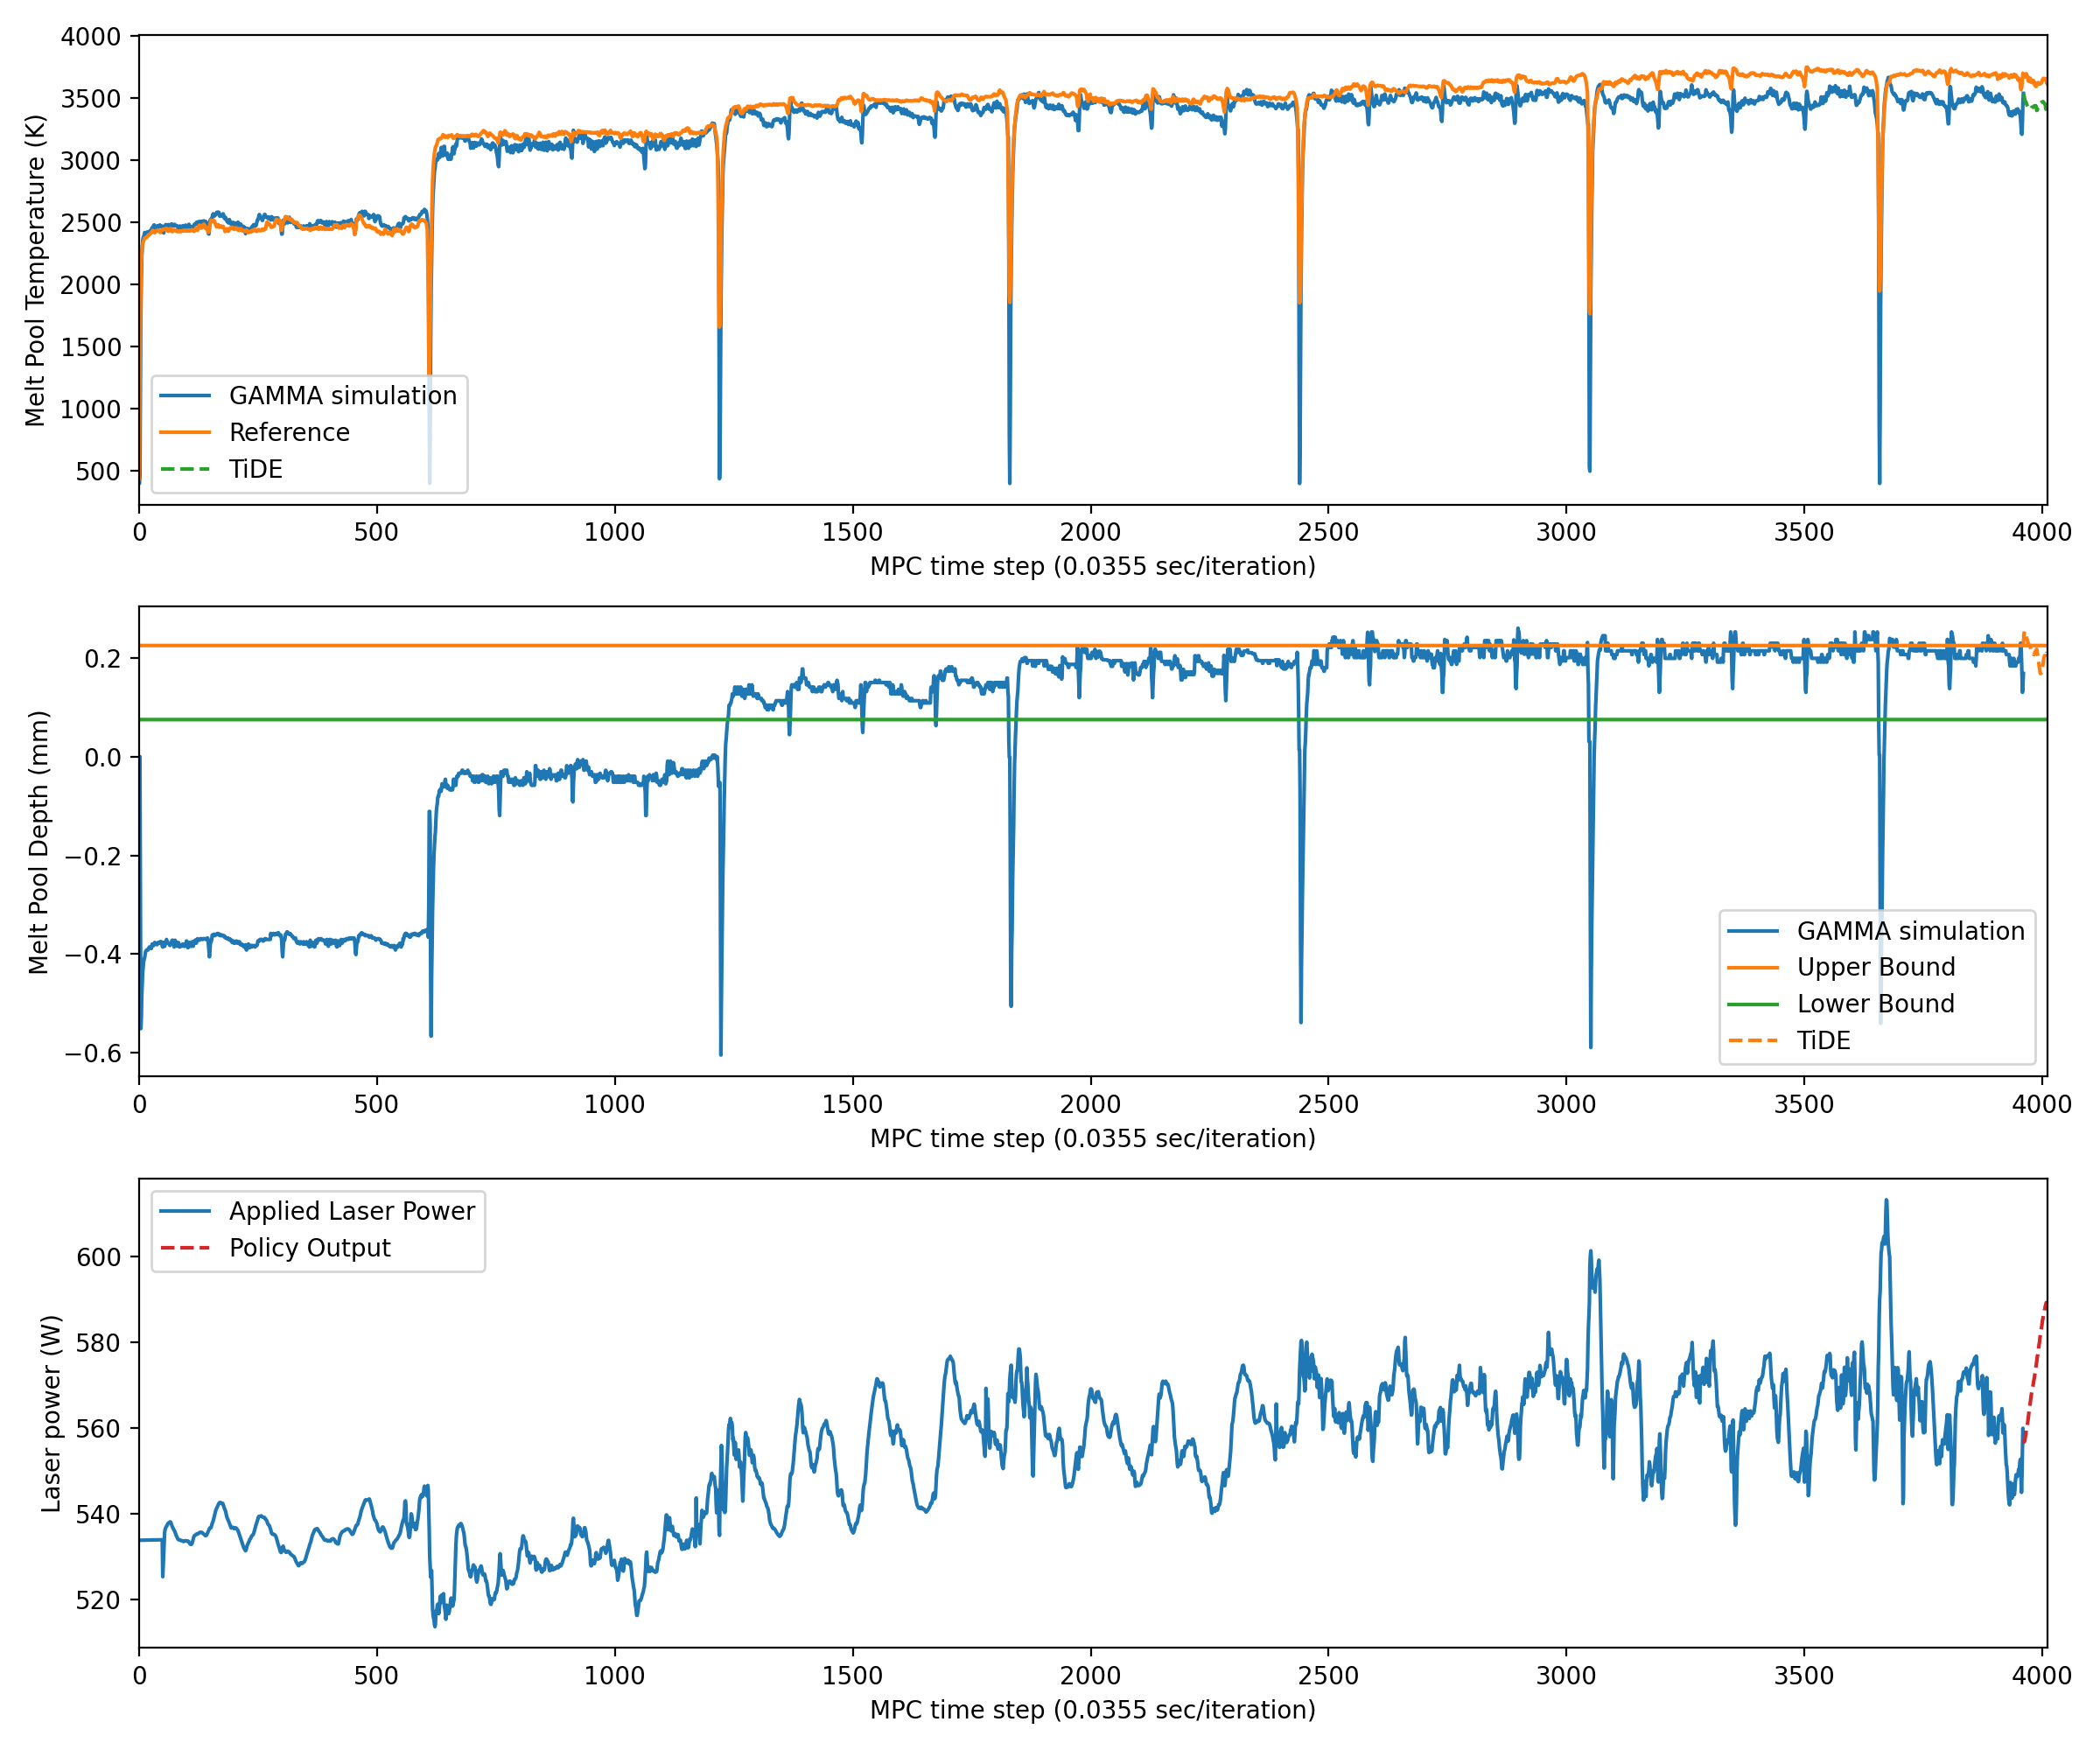 4000
3500
3000
2500
2000
1500
1000
500
Melt Pool Temperature (K)
GAMMA simulation
Reference
TiDE
0 500 1000 1500 2000 2500 3000 3500 4000
MPC time step (0.0355 sec/iteration)
0.2
0.0
−0.2
−0.4
−0.6
Melt Pool Depth (mm)
GAMMA simulation
Upper Bound
Lower Bound
TiDE
0 500 1000 1500 2000 2500 3000 3500 4000
MPC time step (0.0355 sec/iteration)
Applied Laser Power
Policy Output
600
580
560
540
520
Laser power (W)
0 500 1000 1500 2000 2500 3000 3500 4000
MPC time step (0.0355 sec/iteration)